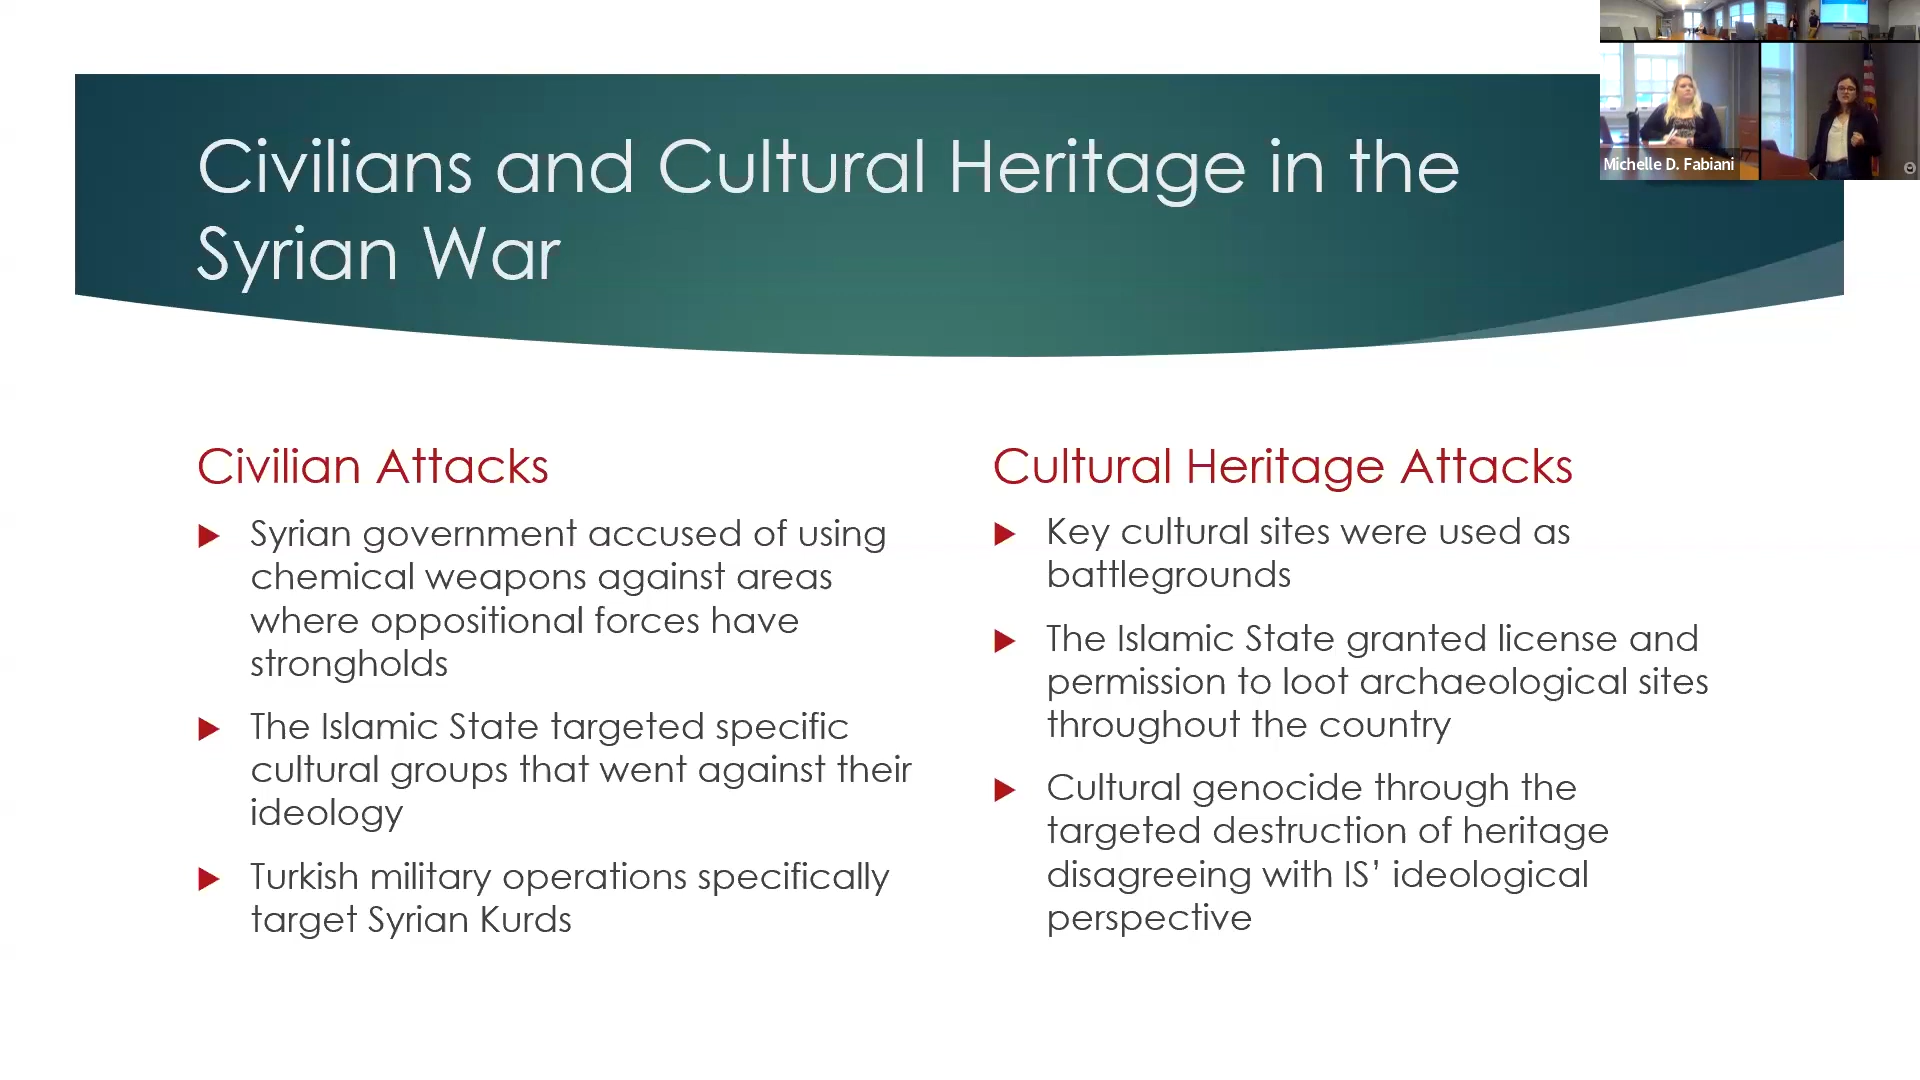 Civilians and Cultural Heritage in the
Syrian War
Michelle D. Fabiani
Civilian Attacks
Syrian government accused of using
chemical weapons against areas
where oppositional forces have
strongholds
The Islamic State targeted specific
cultural groups that went against their
ideology
Turkish military operations specifically
target Syrian Kurds
Cultural Heritage Attacks
Key cultural sites were used as
battlegrounds
The Islamic State granted license and
permission to loot archaeological sites
throughout the country
Cultural genocide through the
targeted destruction of heritage
disagreeing with IS’ ideological
perspective